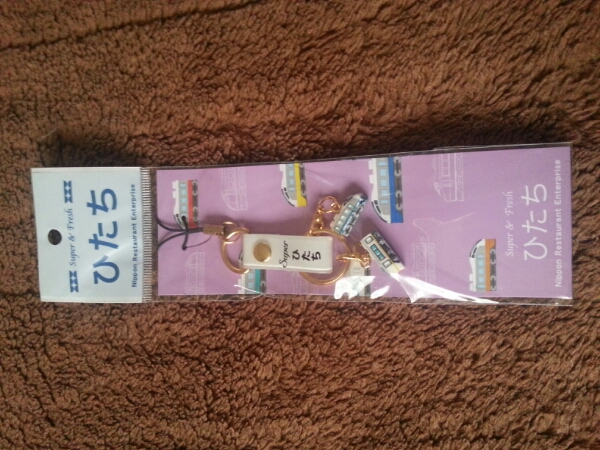 Super & Fresh
ひたち
Nippon Restaurant Enterprise
Super
ひたち
Super & Fresh
ひたち
Nippon Restaurant Enterprise